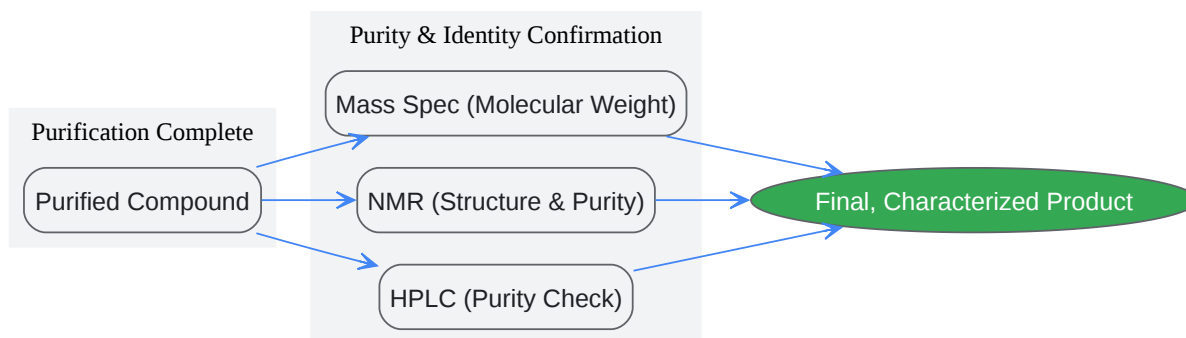 Purification Complete
Purified Compound
Purity & Identity Confirmation
Mass Spec (Molecular Weight)
NMR (Structure & Purity)
HPLC (Purity Check)
Final, Characterized Product